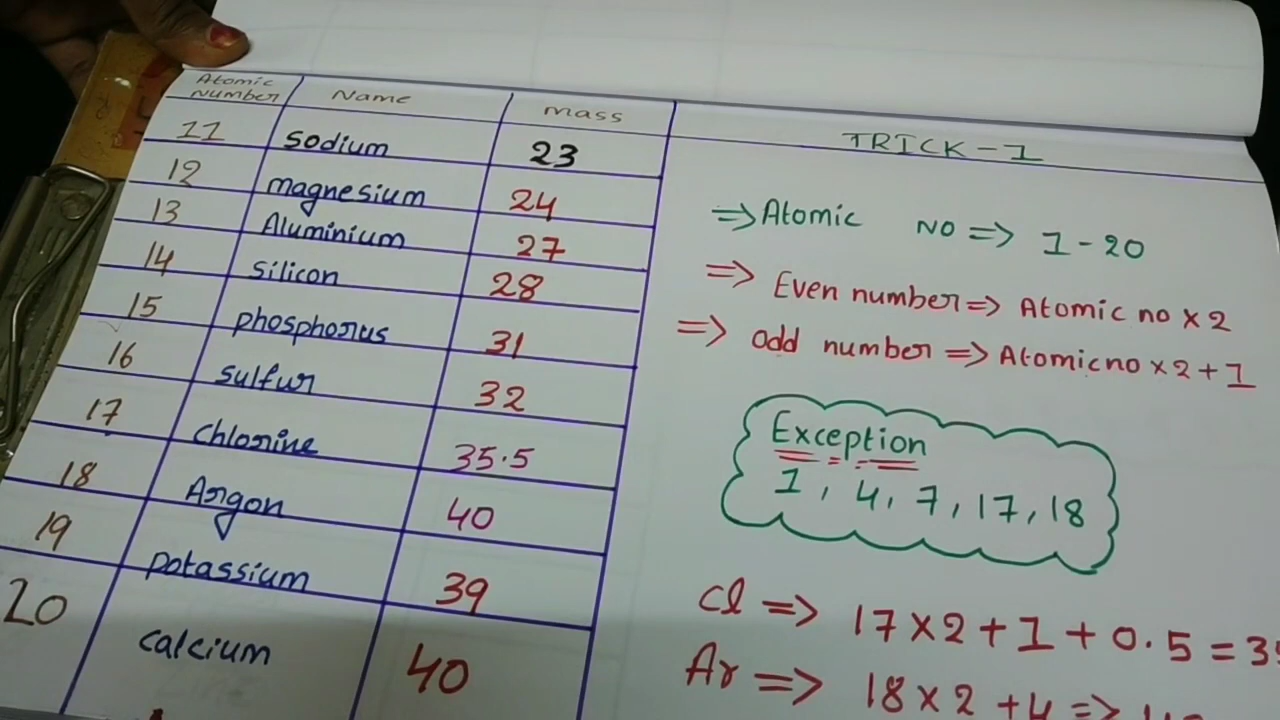 Atomic Number Name Mass
11 Sodium 23
12 magnesium 24
13 Aluminium 27
14 Silicon 28
15 phosphorus 31
16 sulfur 32
17 chlorine 35.5
18 Argon 40
19 potassium 39
20 calcium 40
TRICK-1
⇒ Atomic NO ⇒ 1-20
⇒ Even number ⇒ Atomic no × 2
⇒ odd number ⇒ Atomic no × 2 + 1
Exception
1, 4, 7, 17, 18
Cl ⇒ 17 × 2 + 1 + 0.5 = 3
Ar ⇒ 18 × 2 + 4 ⇒